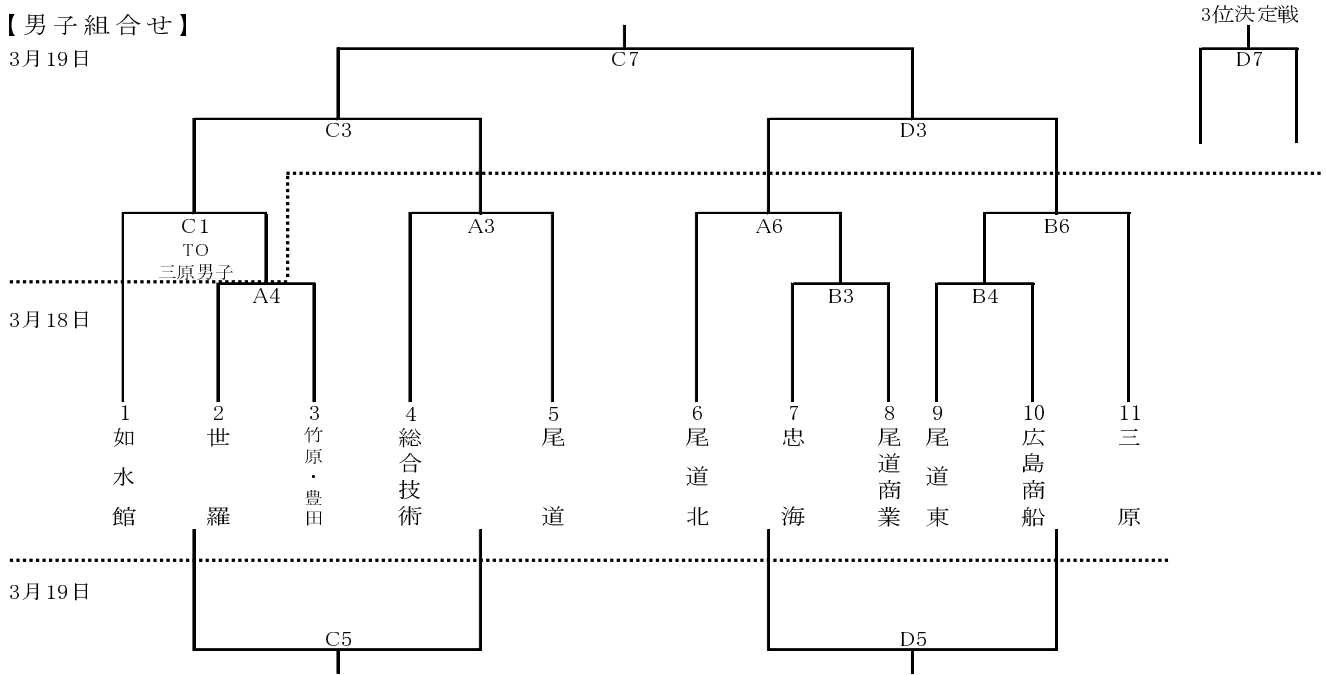 【男子組合せ】
3位決定戦
3月19日
C7
D7
C3
D3
C1
TO
三原男子
A3
A6
B6
A4
B3
B4
3月18日
1 如水館
2 世羅
3 竹原・豊田
4 総合技術
5 尾道
6 尾道北
7 忠海
8 尾道商業
9 尾道東
10 広島商船
11 三原
3月19日
C5
D5